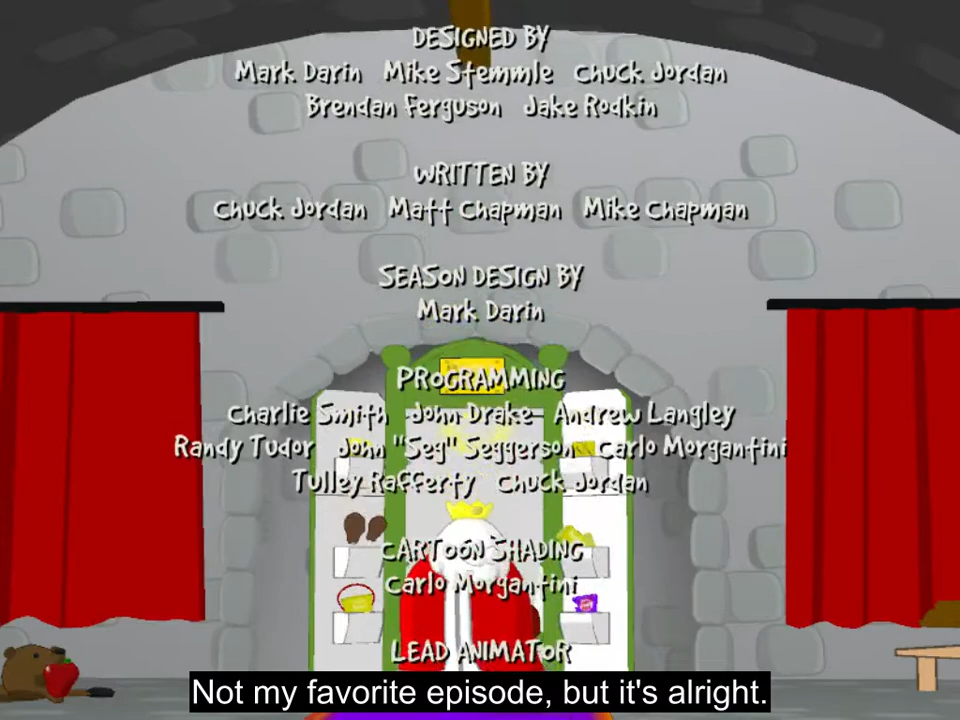 DESIGNED BY
Mark Darin Mike Stemmle Chuck Jordan
Brendan Ferguson Jake Rodkin
WRITTEN BY
Chuck Jordan Matt Chapman Mike Chapman
SEASON DESIGN BY
Mark Darin
PROGRAMMING
Charlie Smith John Drake Andrew Langley
Randy Tudor John "Seg" Seggerson Carlo Morgantini
Tulley Rafferty Chuck Jordan
CARTOON SHADING
Carlo Morgantini
LEAD ANIMATOR
Not my favorite episode, but it's alright.